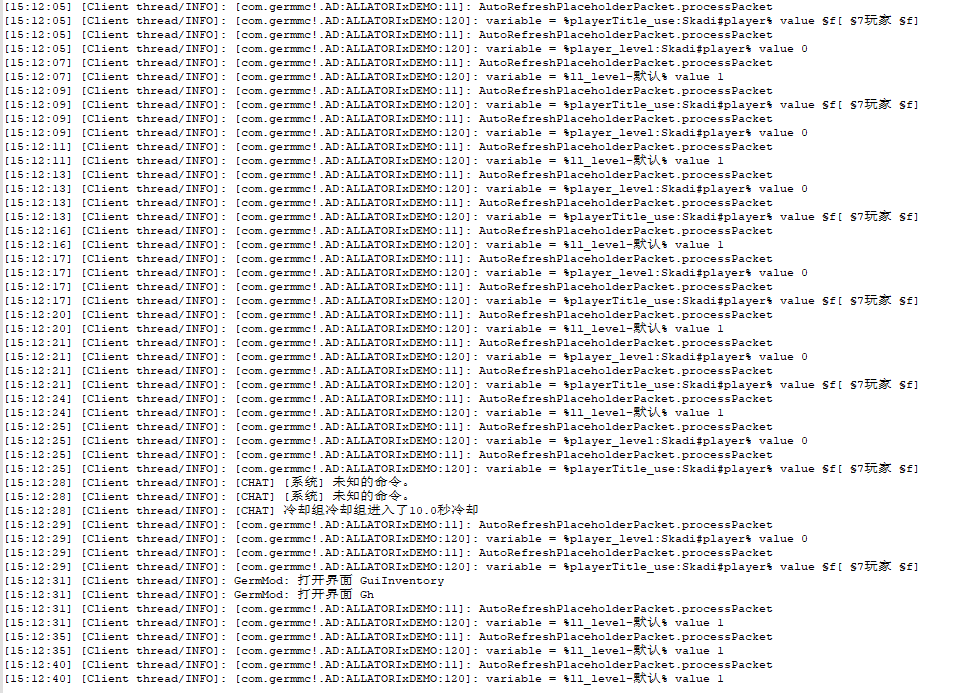 [15:12:05] [Client thread/INFO]: [com.germmc!.AD:ALLATORIxDEMO:11]: AutoRefreshPlaceholderPacket.processPacket
[15:12:05] [Client thread/INFO]: [com.germmc!.AD:ALLATORIxDEMO:120]: variable = %playerTitle_use:Skadi#player% value §f[ §7玩家 §f]
[15:12:05] [Client thread/INFO]: [com.germmc!.AD:ALLATORIxDEMO:11]: AutoRefreshPlaceholderPacket.processPacket
[15:12:05] [Client thread/INFO]: [com.germmc!.AD:ALLATORIxDEMO:120]: variable = %player_level:Skadi#player% value 0
[15:12:07] [Client thread/INFO]: [com.germmc!.AD:ALLATORIxDEMO:11]: AutoRefreshPlaceholderPacket.processPacket
[15:12:07] [Client thread/INFO]: [com.germmc!.AD:ALLATORIxDEMO:120]: variable = %ll_level-默认% value 1
[15:12:09] [Client thread/INFO]: [com.germmc!.AD:ALLATORIxDEMO:11]: AutoRefreshPlaceholderPacket.processPacket
[15:12:09] [Client thread/INFO]: [com.germmc!.AD:ALLATORIxDEMO:120]: variable = %playerTitle_use:Skadi#player% value §f[ §7玩家 §f]
[15:12:09] [Client thread/INFO]: [com.germmc!.AD:ALLATORIxDEMO:11]: AutoRefreshPlaceholderPacket.processPacket
[15:12:09] [Client thread/INFO]: [com.germmc!.AD:ALLATORIxDEMO:120]: variable = %player_level:Skadi#player% value 0
[15:12:11] [Client thread/INFO]: [com.germmc!.AD:ALLATORIxDEMO:11]: AutoRefreshPlaceholderPacket.processPacket
[15:12:11] [Client thread/INFO]: [com.germmc!.AD:ALLATORIxDEMO:120]: variable = %ll_level-默认% value 1
[15:12:13] [Client thread/INFO]: [com.germmc!.AD:ALLATORIxDEMO:11]: AutoRefreshPlaceholderPacket.processPacket
[15:12:13] [Client thread/INFO]: [com.germmc!.AD:ALLATORIxDEMO:120]: variable = %player_level:Skadi#player% value 0
[15:12:13] [Client thread/INFO]: [com.germmc!.AD:ALLATORIxDEMO:11]: AutoRefreshPlaceholderPacket.processPacket
[15:12:13] [Client thread/INFO]: [com.germmc!.AD:ALLATORIxDEMO:120]: variable = %playerTitle_use:Skadi#player% value §f[ §7玩家 §f]
[15:12:16] [Client thread/INFO]: [com.germmc!.AD:ALLATORIxDEMO:11]: AutoRefreshPlaceholderPacket.processPacket
[15:12:16] [Client thread/INFO]: [com.germmc!.AD:ALLATORIxDEMO:120]: variable = %ll_level-默认% value 1
[15:12:17] [Client thread/INFO]: [com.germmc!.AD:ALLATORIxDEMO:11]: AutoRefreshPlaceholderPacket.processPacket
[15:12:17] [Client thread/INFO]: [com.germmc!.AD:ALLATORIxDEMO:120]: variable = %player_level:Skadi#player% value 0
[15:12:17] [Client thread/INFO]: [com.germmc!.AD:ALLATORIxDEMO:11]: AutoRefreshPlaceholderPacket.processPacket
[15:12:17] [Client thread/INFO]: [com.germmc!.AD:ALLATORIxDEMO:120]: variable = %playerTitle_use:Skadi#player% value §f[ §7玩家 §f]
[15:12:20] [Client thread/INFO]: [com.germmc!.AD:ALLATORIxDEMO:11]: AutoRefreshPlaceholderPacket.processPacket
[15:12:20] [Client thread/INFO]: [com.germmc!.AD:ALLATORIxDEMO:120]: variable = %ll_level-默认% value 1
[15:12:21] [Client thread/INFO]: [com.germmc!.AD:ALLATORIxDEMO:11]: AutoRefreshPlaceholderPacket.processPacket
[15:12:21] [Client thread/INFO]: [com.germmc!.AD:ALLATORIxDEMO:120]: variable = %player_level:Skadi#player% value 0
[15:12:21] [Client thread/INFO]: [com.germmc!.AD:ALLATORIxDEMO:11]: AutoRefreshPlaceholderPacket.processPacket
[15:12:21] [Client thread/INFO]: [com.germmc!.AD:ALLATORIxDEMO:120]: variable = %playerTitle_use:Skadi#player% value §f[ §7玩家 §f]
[15:12:24] [Client thread/INFO]: [com.germmc!.AD:ALLATORIxDEMO:11]: AutoRefreshPlaceholderPacket.processPacket
[15:12:24] [Client thread/INFO]: [com.germmc!.AD:ALLATORIxDEMO:120]: variable = %ll_level-默认% value 1
[15:12:25] [Client thread/INFO]: [com.germmc!.AD:ALLATORIxDEMO:11]: AutoRefreshPlaceholderPacket.processPacket
[15:12:25] [Client thread/INFO]: [com.germmc!.AD:ALLATORIxDEMO:120]: variable = %player_level:Skadi#player% value 0
[15:12:25] [Client thread/INFO]: [com.germmc!.AD:ALLATORIxDEMO:11]: AutoRefreshPlaceholderPacket.processPacket
[15:12:25] [Client thread/INFO]: [com.germmc!.AD:ALLATORIxDEMO:120]: variable = %playerTitle_use:Skadi#player% value §f[ §7玩家 §f]
[15:12:28] [Client thread/INFO]: [CHAT] [系统] 未知的命令。
[15:12:28] [Client thread/INFO]: [CHAT] [系统] 未知的命令。
[15:12:28] [Client thread/INFO]: [CHAT] 冷却组冷却组进入了10.0秒冷却
[15:12:29] [Client thread/INFO]: [com.germmc!.AD:ALLATORIxDEMO:11]: AutoRefreshPlaceholderPacket.processPacket
[15:12:29] [Client thread/INFO]: [com.germmc!.AD:ALLATORIxDEMO:120]: variable = %player_level:Skadi#player% value 0
[15:12:29] [Client thread/INFO]: [com.germmc!.AD:ALLATORIxDEMO:11]: AutoRefreshPlaceholderPacket.processPacket
[15:12:29] [Client thread/INFO]: [com.germmc!.AD:ALLATORIxDEMO:120]: variable = %playerTitle_use:Skadi#player% value §f[ §7玩家 §f]
[15:12:31] [Client thread/INFO]: GermMod: 打开界面 GuiInventory
[15:12:31] [Client thread/INFO]: GermMod: 打开界面 Gh
[15:12:31] [Client thread/INFO]: [com.germmc!.AD:ALLATORIxDEMO:11]: AutoRefreshPlaceholderPacket.processPacket
[15:12:31] [Client thread/INFO]: [com.germmc!.AD:ALLATORIxDEMO:120]: variable = %ll_level-默认% value 1
[15:12:35] [Client thread/INFO]: [com.germmc!.AD:ALLATORIxDEMO:11]: AutoRefreshPlaceholderPacket.processPacket
[15:12:35] [Client thread/INFO]: [com.germmc!.AD:ALLATORIxDEMO:120]: variable = %ll_level-默认% value 1
[15:12:40] [Client thread/INFO]: [com.germmc!.AD:ALLATORIxDEMO:11]: AutoRefreshPlaceholderPacket.processPacket
[15:12:40] [Client thread/INFO]: [com.germmc!.AD:ALLATORIxDEMO:120]: variable = %ll_level-默认% value 1